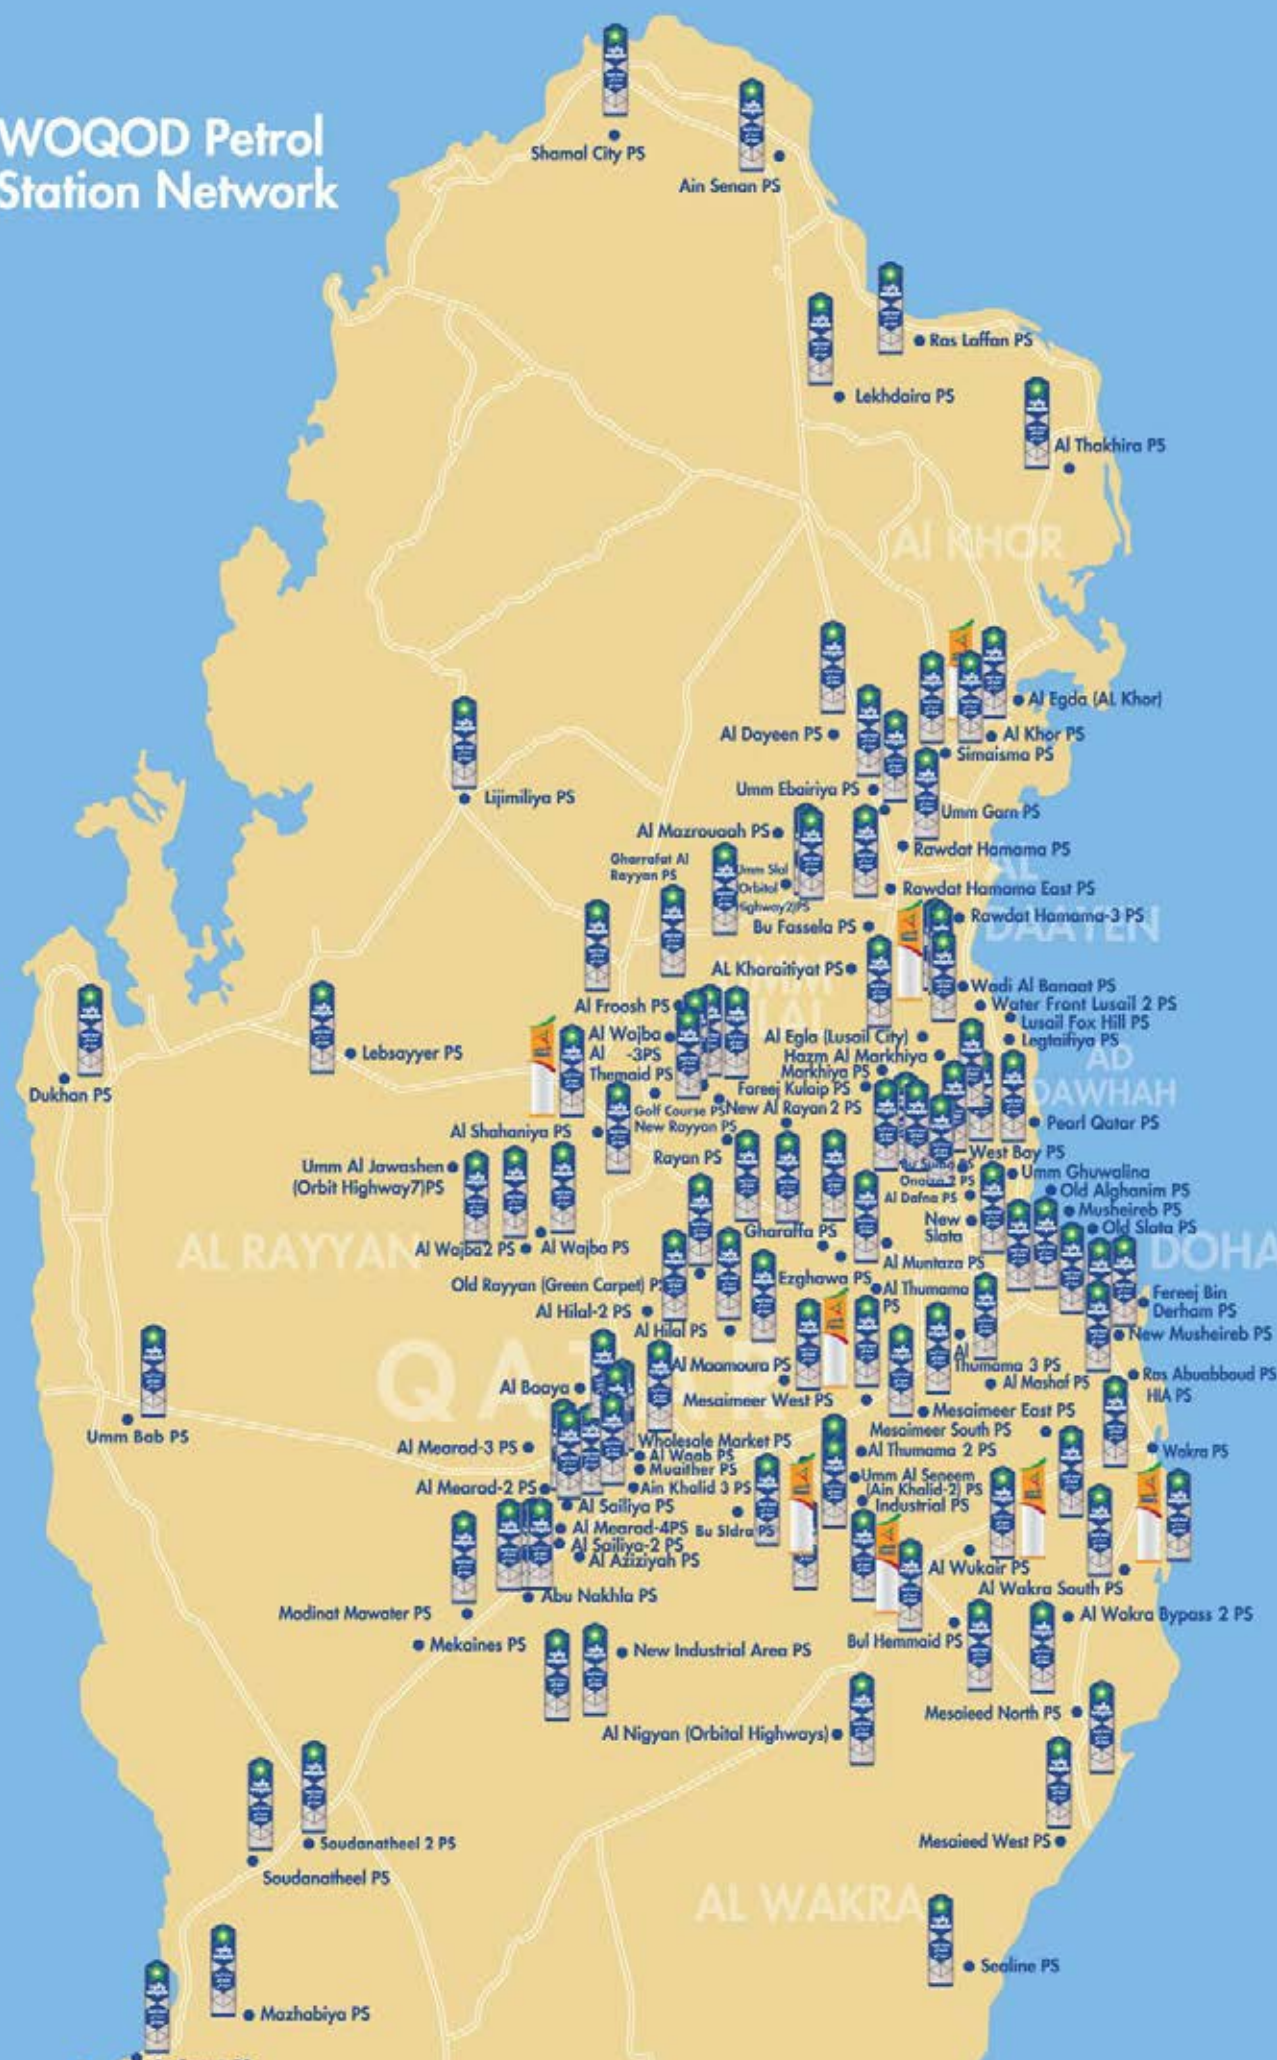 WOQOD Petrol
Station Network
Shamal City PS
Ain Senan PS
Ras Laffan PS
Lekhdaira PS
Al Thakhira PS
Al KHOR
Al Egda (AL Khor)
Al Dayeen PS
Al Khor PS
Simaisma PS
Lijimiliya PS
Umm Ebairiya PS
Umm Garn PS
Al Mazrouaah PS
Rawdat Hamama PS
Gharrafat Al
Rayyan PS
Umm Slal
Orbital
Highway2)PS
AL
DAAYEN
Rawdat Hamama East PS
Rawdat Hamama-3 PS
Bu Fassela PS
AL Kharaitiyat PS
Wadi Al Banaat PS
Water Front Lusail 2 PS
Al Froosh PS
Lusail Fox Hill PS
Al Wajba
Al -3PS
Themaid PS
Al Egla (Lusail City)
Legtaifiya PS
Hazm Al Markhiya
Lebsayyer PS
Markhiya PS
AD
DAWHAH
Dukhan PS
Fareej Kulaip PS
Golf Course PS
New Al Rayan 2 PS
Pearl Qatar PS
Al Shahaniya PS
New Rayyan PS
Rayan PS
West Bay PS
Umm Al Jawashen
(Orbit Highway7)PS
Umm Ghuwalina
Onaiza 2 PS
Old Alghanim PS
Al Dafna PS
Musheireb PS
New
Slata
Old Slata PS
Gharaffa PS
AL RAYYAN
DOHA
Al Wajba2 PS
Al Wajba PS
Al Muntaza PS
Old Rayyan (Green Carpet) P
Ezghawa PS
Al Thumama
PS
Fereej Bin
Derham PS
Al Hilal-2 PS
Al Hilal PS
New Musheireb PS
QATAR
Al Maamoura PS
Al
Thumama 3 PS
Ras Abuabboud PS
Al Baaya
Al Mashaf PS
HIA PS
Mesaimeer West PS
Mesaimeer East PS
Umm Bab PS
Mesaimeer South PS
Al Mearad-3 PS
Wholesale Market PS
Al Thumama 2 PS
Wakra PS
Al Waab PS
Muaither PS
Al Mearad-2 PS
Ain Khalid 3 PS
Umm Al Seneem
(Ain Khalid-2) PS
Al Sailiya PS
Industrial PS
Al Mearad-4PS
Bu Sidra PS
Al Sailiya-2 PS
Al Aziziyah PS
Al Wukair PS
Abu Nakhla PS
Al Wakra South PS
Madinat Mawater PS
Al Wakra Bypass 2 PS
Mekaines PS
New Industrial Area PS
Bul Hemmaid PS
Mesaieed North PS
Al Nigyan (Orbital Highways)
Soudanatheel 2 PS
Mesaieed West PS
Soudanatheel PS
AL WAKRA
Sealine PS
Mazhabiya PS